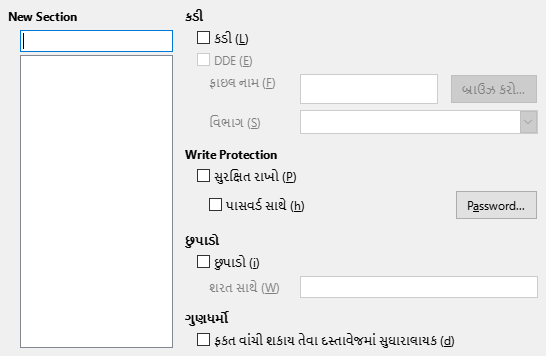 New Section
કડી
કડી (L)
DDE (E)
ફાઇલ નામ (F)
બ્રાઉઝ કરો...
વિભાગ (S)
Write Protection
સુરક્ષિત રાખો (P)
પાસવર્ડ સાથે (h)
Password...
છુપાડો
છુપાડો (i)
શરત સાથે (W)
ગુણધર્મો
ફકત વાંચી શકાય તેવા દસ્તાવેજમાં સુધારાલાયક (d)